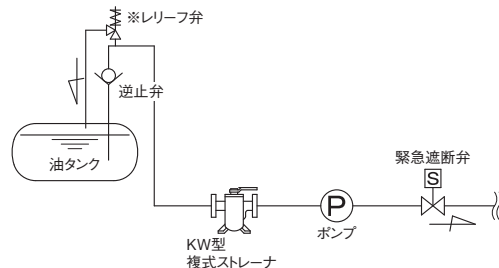 ※レリーフ弁
逆止弁
油タンク
緊急遮断弁
S
P
ポンプ
KW型
複式ストレーナ